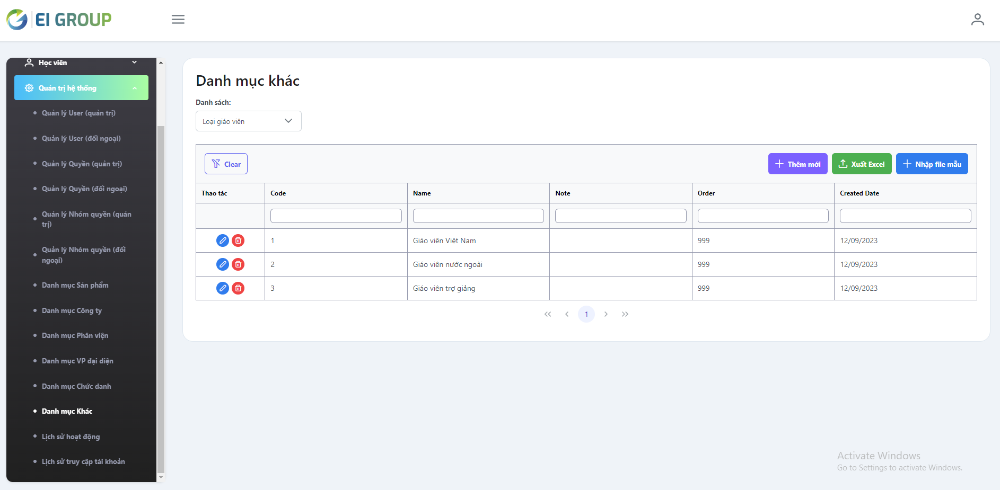 EI GROUP
Học viên
Quản trị hệ thống
Quản lý User (quản trị)
Quản lý User (đối ngoại)
Quản lý Quyền (quản trị)
Quản lý Quyền (đối ngoại)
Quản lý Nhóm quyền (quản
trị)
Quản lý Nhóm quyền (đối
ngoại)
Danh mục Sản phẩm
Danh mục Công ty
Danh mục Phân viện
Danh mục VP đại diện
Danh mục Chức danh
Danh mục Khác
Lịch sử hoạt động
Lịch sử truy cập tài khoản
Danh mục khác
Danh sách:
Loại giáo viên
Clear
Thêm mới
Xuất Excel
Nhập file mẫu
Thao tác Code Name Note Order Created Date
1 Giáo viên Việt Nam 999 12/09/2023
2 Giáo viên nước ngoài 999 12/09/2023
3 Giáo viên trợ giảng 999 12/09/2023
1
Activate Windows
Go to Settings to activate Windows.